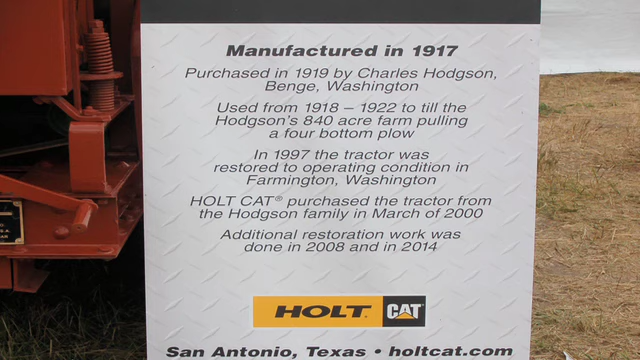 Manufactured in 1917
Purchased in 1919 by Charles Hodgson,
Benge, Washington
Used from 1918 – 1922 to till the
Hodgson's 840 acre farm pulling
a four bottom plow
In 1997 the tractor was
restored to operating condition in
Farmington, Washington
HOLT CAT® purchased the tractor from
the Hodgson family in March of 2000
Additional restoration work was
done in 2008 and in 2014
HOLT CAT
San Antonio, Texas • holtcat.com